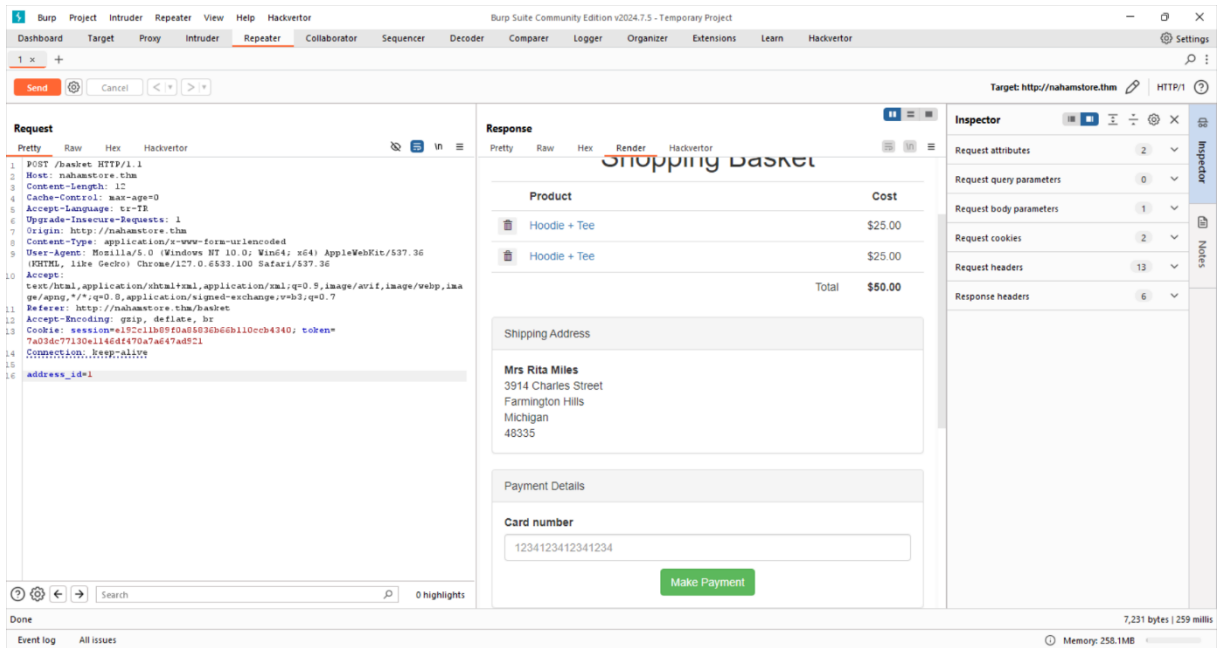 Burp Project Intruder Repeater View Help Hackvertor Burp Suite Community Edition v2024.7.5 - Temporary Project
Dashboard Target Proxy Intruder Repeater Collaborator Sequencer Decoder Comparer Logger Organizer Extensions Learn Hackvertor Settings
1 × +
Send Cancel < > Target: http://nahamstore.thm HTTP/1
Request
Pretty Raw Hex Hackvertor \n
1 POST /basket HTTP/1.1
2 Host: nahamstore.thm
3 Content-Length: 12
4 Cache-Control: max-age=0
5 Accept-Language: tr-TR
6 Upgrade-Insecure-Requests: 1
7 Origin: http://nahamstore.thm
8 Content-Type: application/x-www-form-urlencoded
9 User-Agent: Mozilla/5.0 (Windows NT 10.0; Win64; x64) AppleWebKit/537.36
(KHTML, like Gecko) Chrome/127.0.6533.100 Safari/537.36
10 Accept:
text/html,application/xhtml+xml,application/xml;q=0.9,image/avif,image/webp,ima
ge/apng,*/*;q=0.8,application/signed-exchange;v=b3;q=0.7
11 Referer: http://nahamstore.thm/basket
12 Accept-Encoding: gzip, deflate, br
13 Cookie: session=e192c11b89f0a85836b66b110ccb4340; token=
7a03dc77130e1146df470a7a647ad921
14 Connection: keep-alive
15
16 address_id=1
Search 0 highlights
Response
Pretty Raw Hex Render Hackvertor \n
Shopping Basket
Product Cost
Hoodie + Tee $25.00
Hoodie + Tee $25.00
Total $50.00
Shipping Address
Mrs Rita Miles
3914 Charles Street
Farmington Hills
Michigan
48335
Payment Details
Card number
1234123412341234
Make Payment
Inspector
Request attributes 2
Request query parameters 0
Request body parameters 1
Request cookies 2
Request headers 13
Response headers 6
Inspector
Notes
Done 7,231 bytes | 259 millis
Event log All issues Memory: 258.1MB